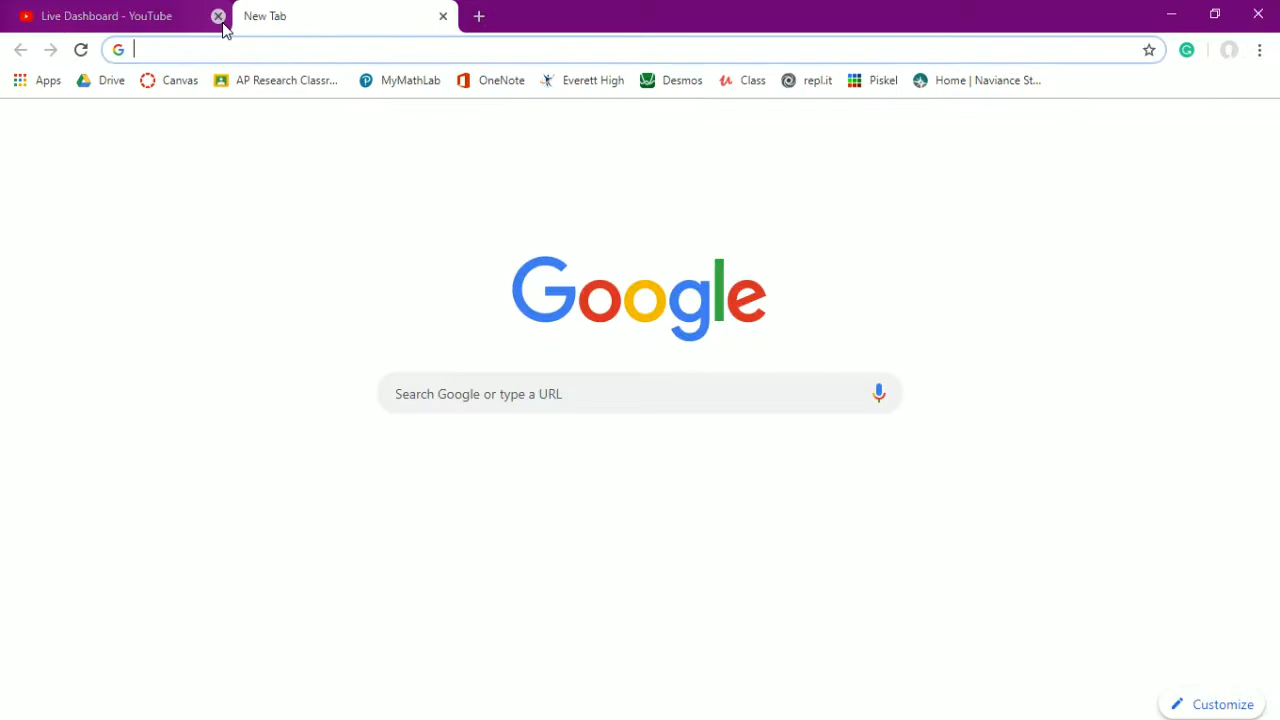 Live Dashboard - YouTube
New Tab
Apps
Drive
Canvas
AP Research Classr...
MyMathLab
OneNote
Everett High
Desmos
Class
repl.it
Piskel
Home | Naviance St...
Google
Search Google or type a URL
Customize